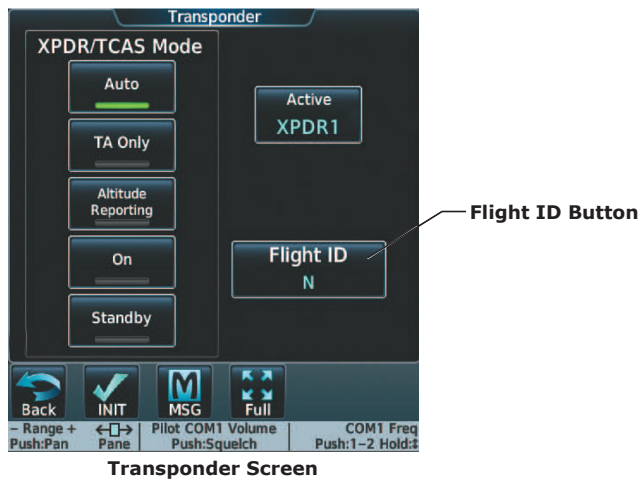 Transponder
XPDR/TCAS Mode
Auto
TA Only
Altitude
Reporting
On
Standby
Active
XPDR1
Flight ID
N
Flight ID Button
Back
INIT
MSG
Full
– Range +
Push:Pan
Pane
Pilot COM1 Volume
Push:Squelch
COM1 Freq
Push:1–2 Hold:↕
Transponder Screen